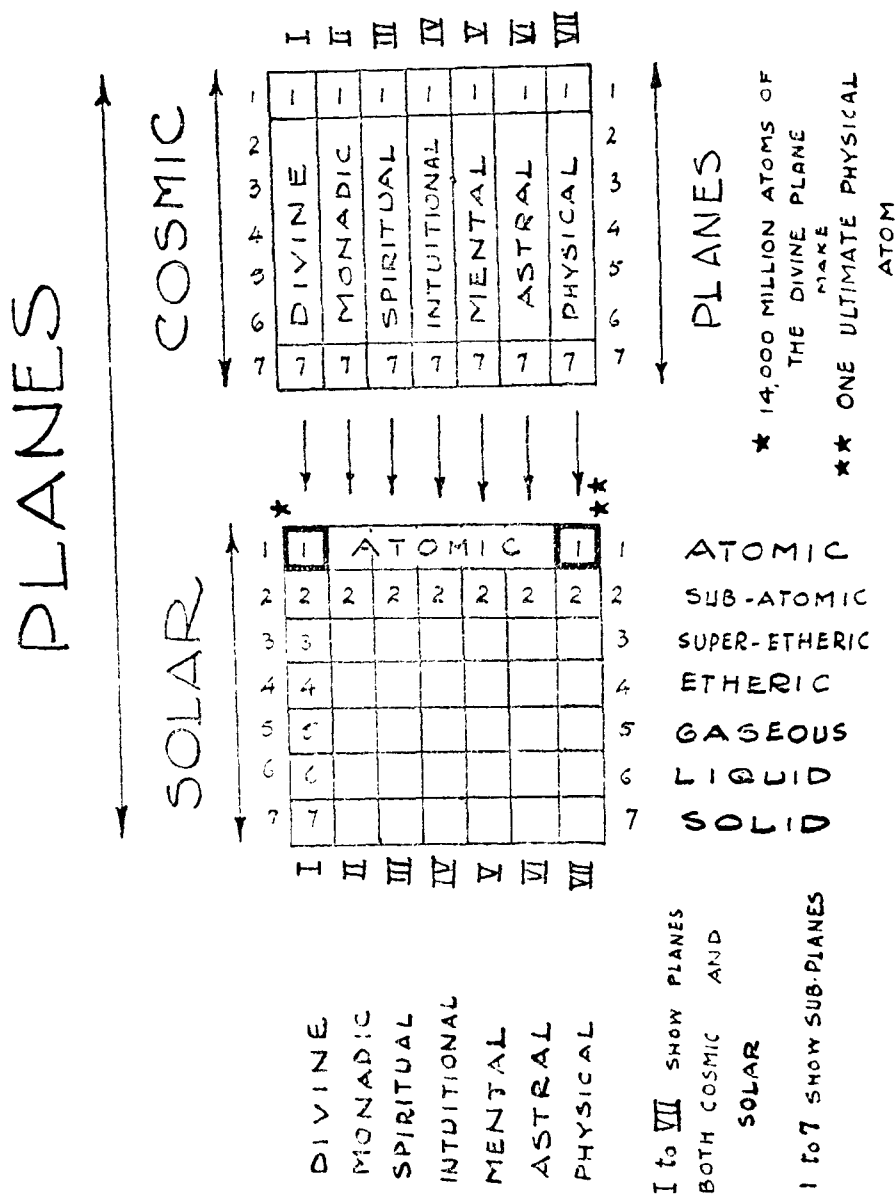 PLANES
SOLAR COSMIC
7 6 5 4 3 2 1 7 6 5 4 3 2 1
DIVINE I 7 6 5 4 3 2 1 ★ 7 DIVINE 1 I
MONADIC II 2 7 MONADIC 1 II
SPIRITUAL III 2 7 SPIRITUAL 1 III
INTUITIONAL IV 2 7 INTUITIONAL 1 IV
MENTAL V 2 7 MENTAL 1 V
ASTRAL VI 2 7 ASTRAL 1 VI
PHYSICAL VII 2 1 ★★ 7 PHYSICAL 1 VII
ATOMIC
7 6 5 4 3 2 1 7 6 5 4 3 2 1
PLANES
ATOMIC
SUB-ATOMIC
SUPER-ETHERIC
ETHERIC
GASEOUS
LIQUID
SOLID
I to VII SHOW PLANES
BOTH COSMIC AND
SOLAR
1 to 7 SHOW SUB-PLANES
★ 14,000 MILLION ATOMS OF
THE DIVINE PLANE
MAKE
★★ ONE ULTIMATE PHYSICAL
ATOM